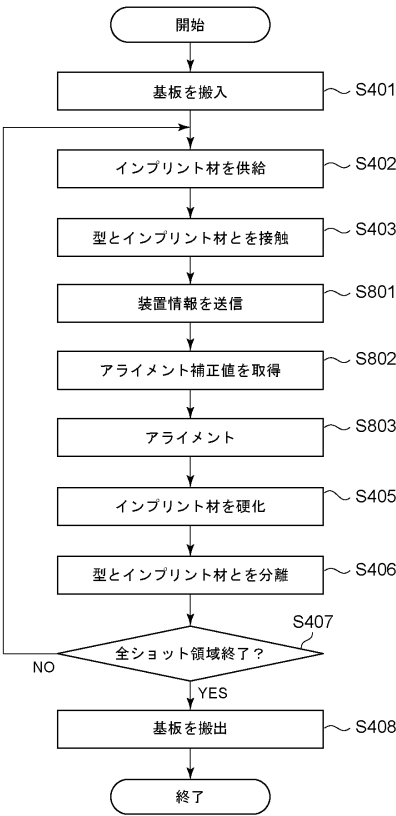 開始
基板を搬入
S401
インプリント材を供給
S402
型とインプリント材とを接触
S403
装置情報を送信
S801
アライメント補正値を取得
S802
アライメント
S803
インプリント材を硬化
S405
型とインプリント材とを分離
S406
全ショット領域終了?
S407
NO
YES
基板を搬出
S408
終了